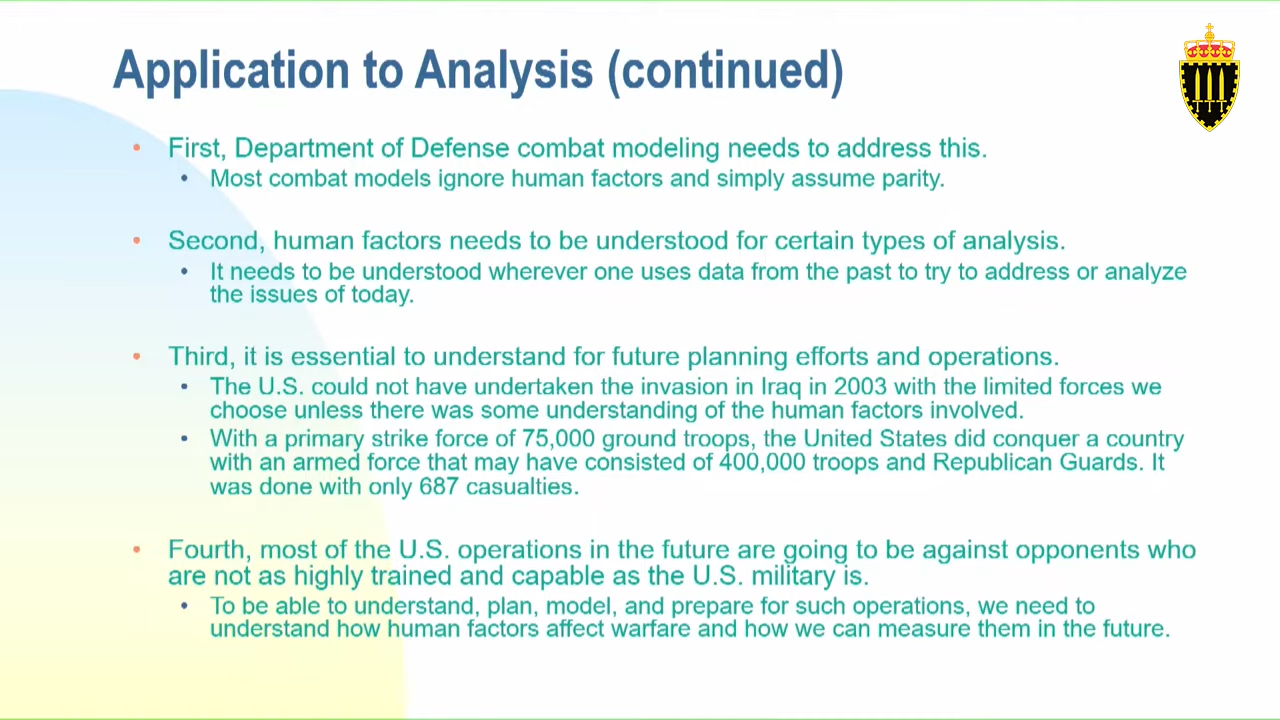 Application to Analysis (continued)
• First, Department of Defense combat modeling needs to address this.
• Most combat models ignore human factors and simply assume parity.
• Second, human factors needs to be understood for certain types of analysis.
• It needs to be understood wherever one uses data from the past to try to address or analyze
the issues of today.
• Third, it is essential to understand for future planning efforts and operations.
• The U.S. could not have undertaken the invasion in Iraq in 2003 with the limited forces we
choose unless there was some understanding of the human factors involved.
• With a primary strike force of 75,000 ground troops, the United States did conquer a country
with an armed force that may have consisted of 400,000 troops and Republican Guards. It
was done with only 687 casualties.
• Fourth, most of the U.S. operations in the future are going to be against opponents who
are not as highly trained and capable as the U.S. military is.
• To be able to understand, plan, model, and prepare for such operations, we need to
understand how human factors affect warfare and how we can measure them in the future.